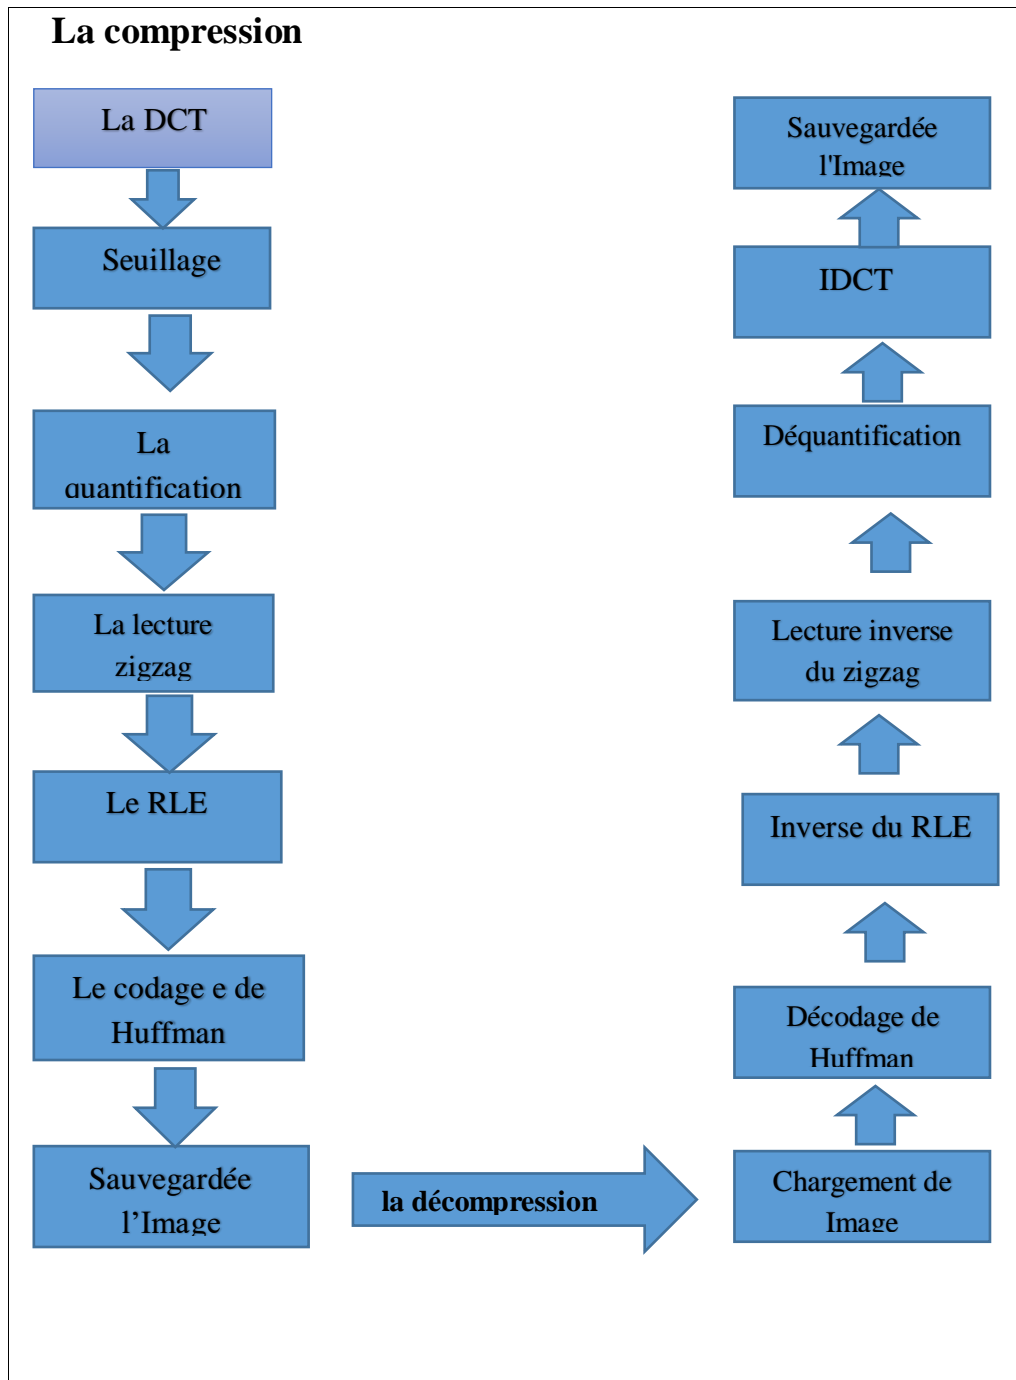 La compression
La DCT
Seuillage
La
quantification
La lecture
zigzag
Le RLE
Le codage e de
Huffman
Sauvegardée
l’Image
la décompression
Chargement de
Image
Décodage de
Huffman
Inverse du RLE
Lecture inverse
du zigzag
Déquantification
IDCT
Sauvegardée
l'Image